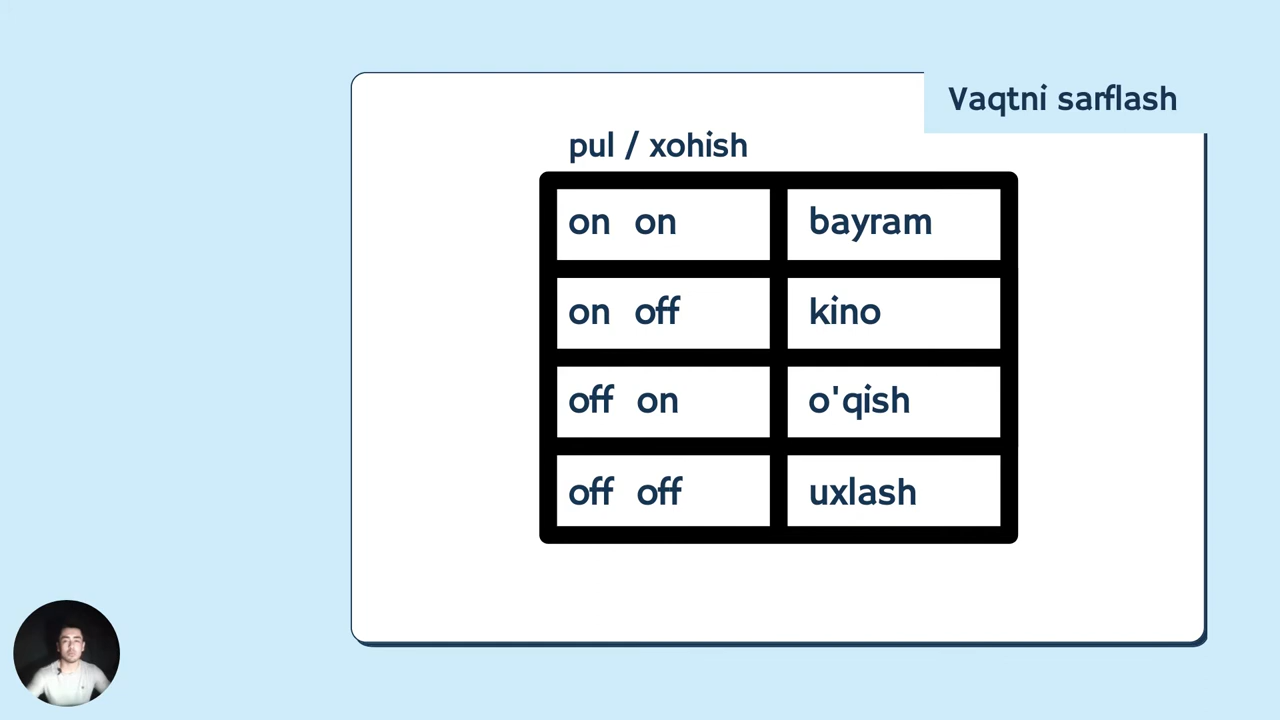 Vaqtni sarflash
pul / xohish
on on bayram
on off kino
off on o'qish
off off uxlash